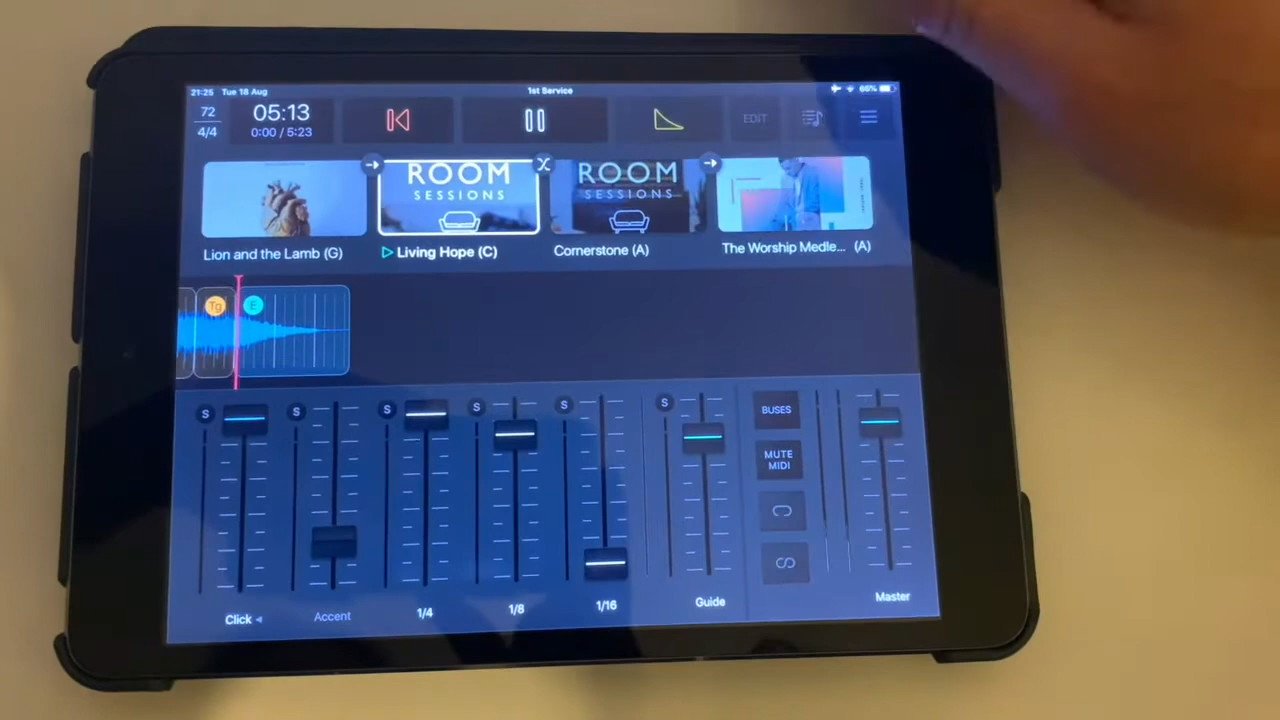 21:25 Tue 18 Aug
1st Service
66%
72
4/4
05:13
0:00 / 5:23
EDIT
ROOM
SESSIONS
ROOM
SESSIONS
Lion and the Lamb (G)
Living Hope (C)
Cornerstone (A)
The Worship Medle... (A)
Tg
E
S
S
S
S
S
S
BUSES
MUTE
MIDI
Click
Accent
1/4
1/8
1/16
Guide
Master